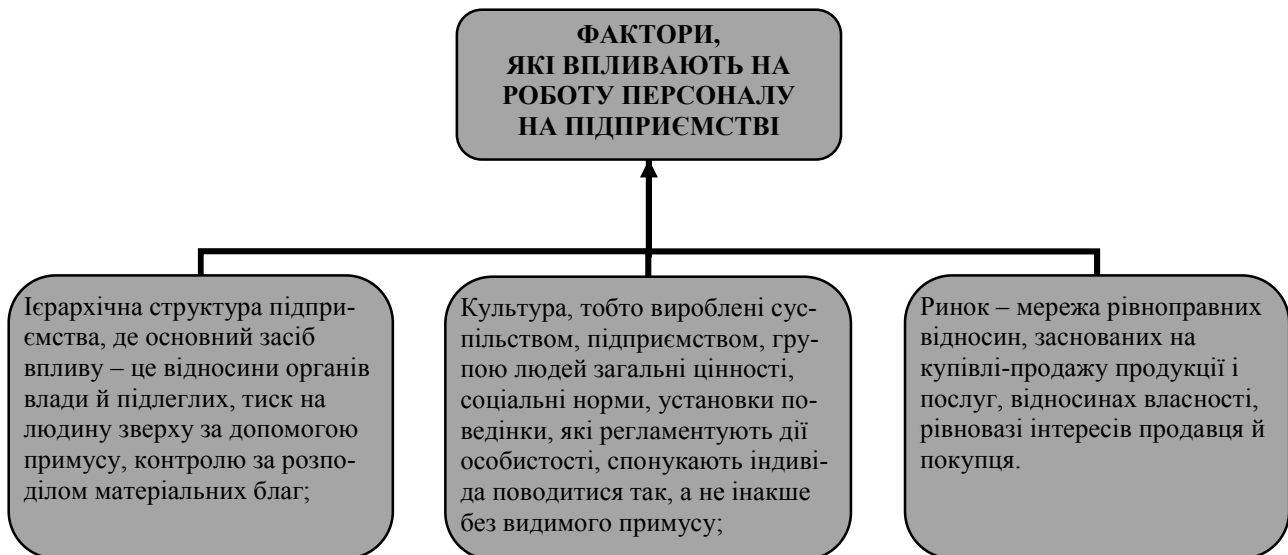 ФАКТОРИ,
ЯКІ ВПЛИВАЮТЬ НА
РОБОТУ ПЕРСОНАЛУ
НА ПІДПРИЄМСТВІ
Ієрархічна структура підпри-
ємства, де основний засіб
впливу – це відносини органів
влади й підлеглих, тиск на
людину зверху за допомогою
примусу, контролю за розпо-
ділом матеріальних благ;
Культура, тобто вироблені сус-
пільством, підприємством, гру-
пою людей загальні цінності,
соціальні норми, установки по-
ведінки, які регламентують дії
особистості, спонукають індиві-
да поводитися так, а не інакше
без видимого примусу;
Ринок – мережа рівноправних
відносин, заснованих на
купівлі-продажу продукції і
послуг, відносинах власності,
рівновазі інтересів продавця й
покупця.